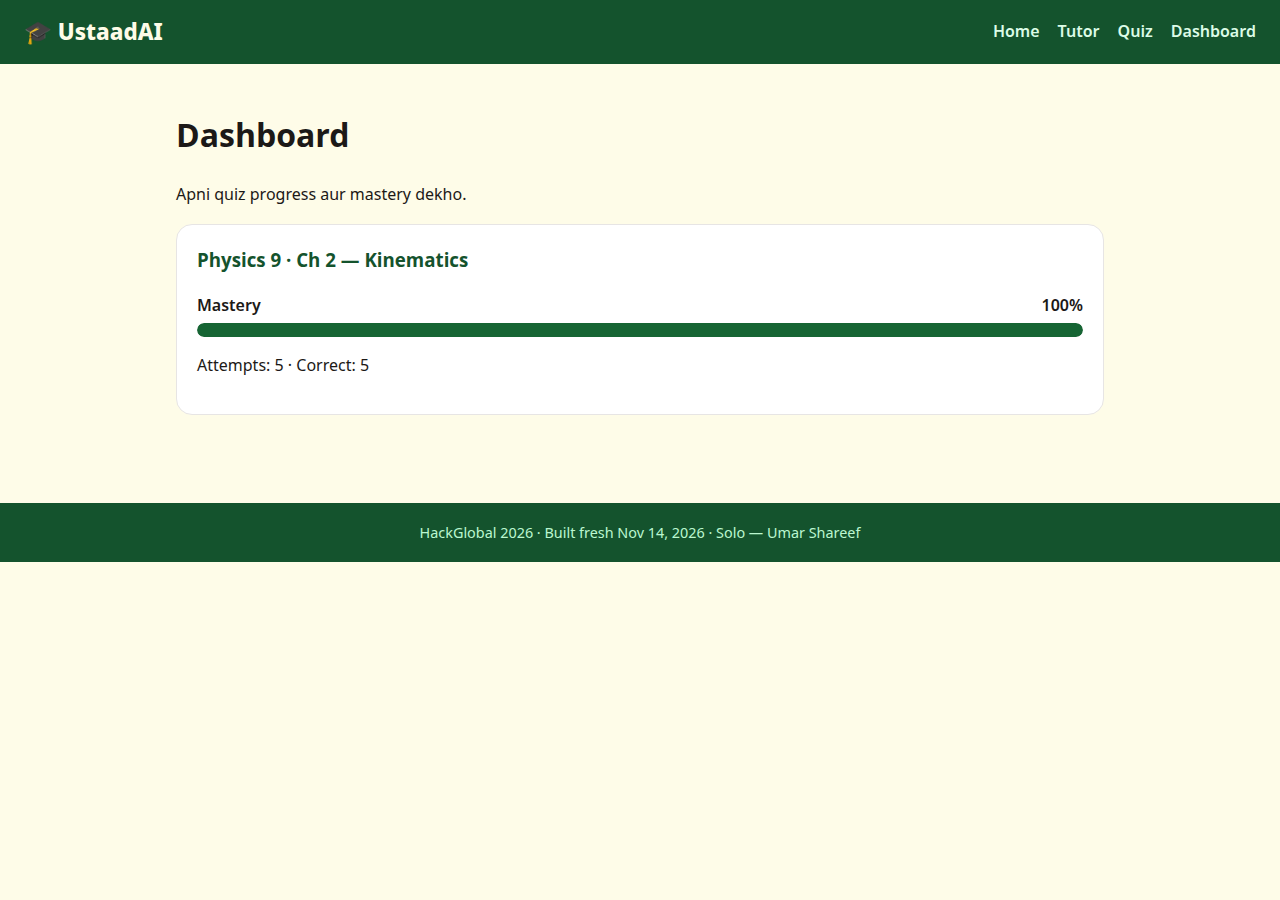 🎓 UstaadAI
Home Tutor Quiz Dashboard
Dashboard
Apni quiz progress aur mastery dekho.
Physics 9 · Ch 2 — Kinematics
Mastery 100%
Attempts: 5 · Correct: 5
HackGlobal 2026 · Built fresh Nov 14, 2026 · Solo — Umar Shareef